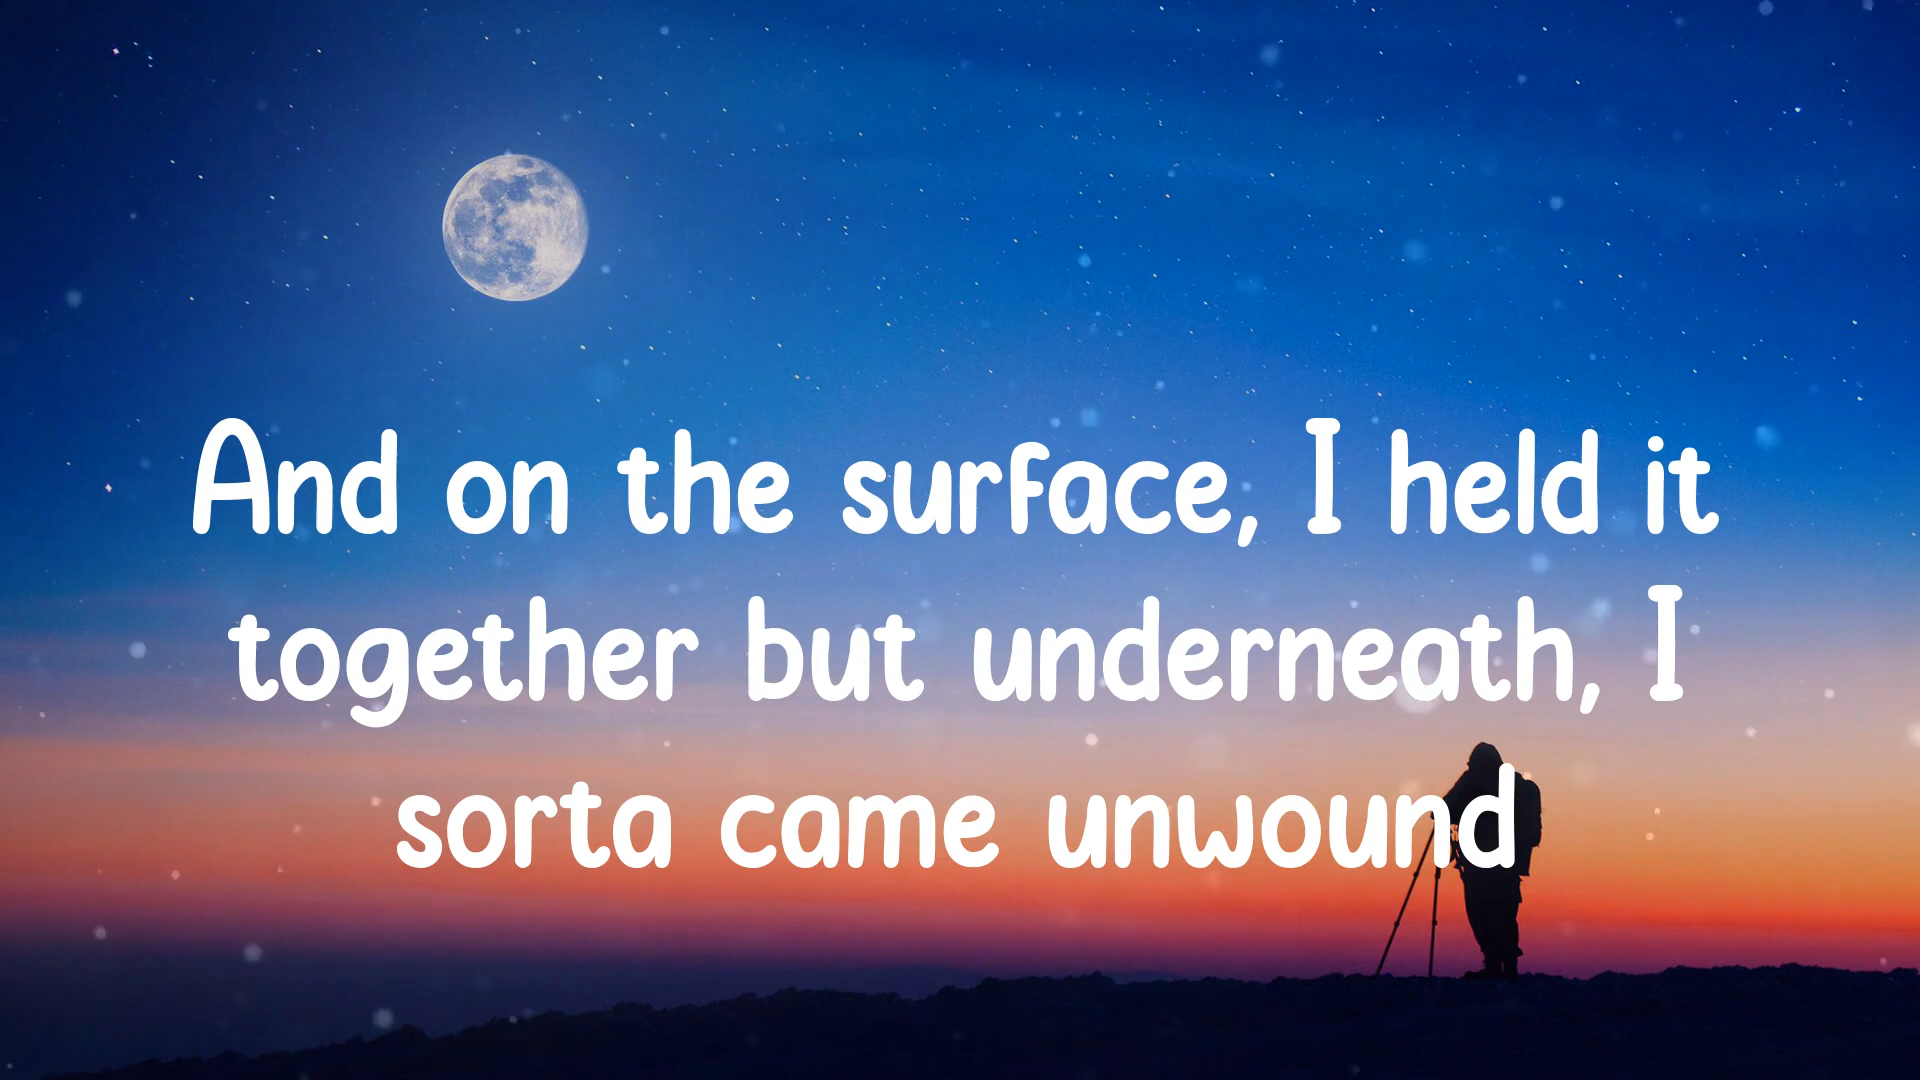 And on the surface, I held it
together but underneath, I
sorta came unwound